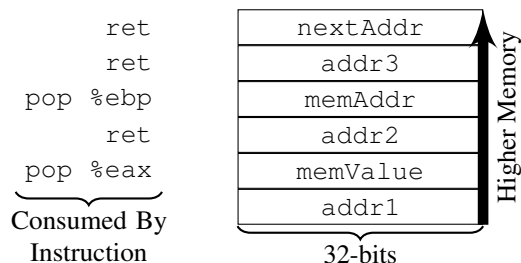 ret nextAddr
ret addr3
pop %ebp memAddr
ret addr2
pop %eax memValue
addr1
Higher Memory
Consumed By
Instruction
32-bits